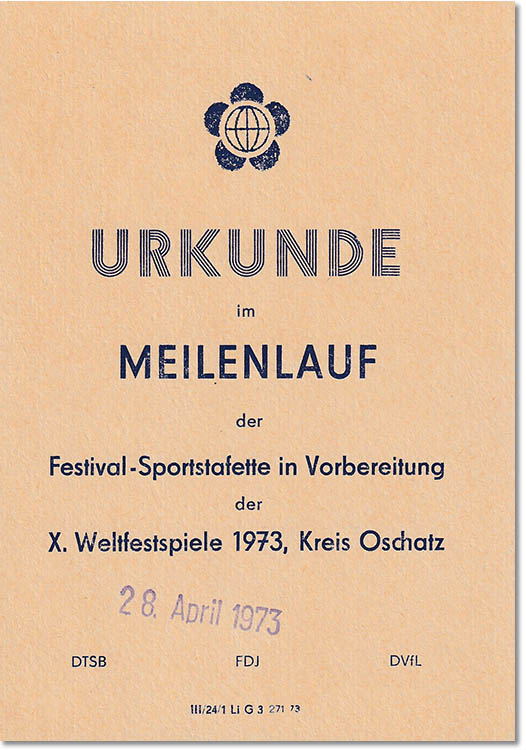 URKUNDE
im
MEILENLAUF
der
Festival-Sportstafette in Vorbereitung
der
X. Weltfestspiele 1973, Kreis Oschatz
28. April 1973
DTSB FDJ DVfL
III/24/1 Li G 3 271 73